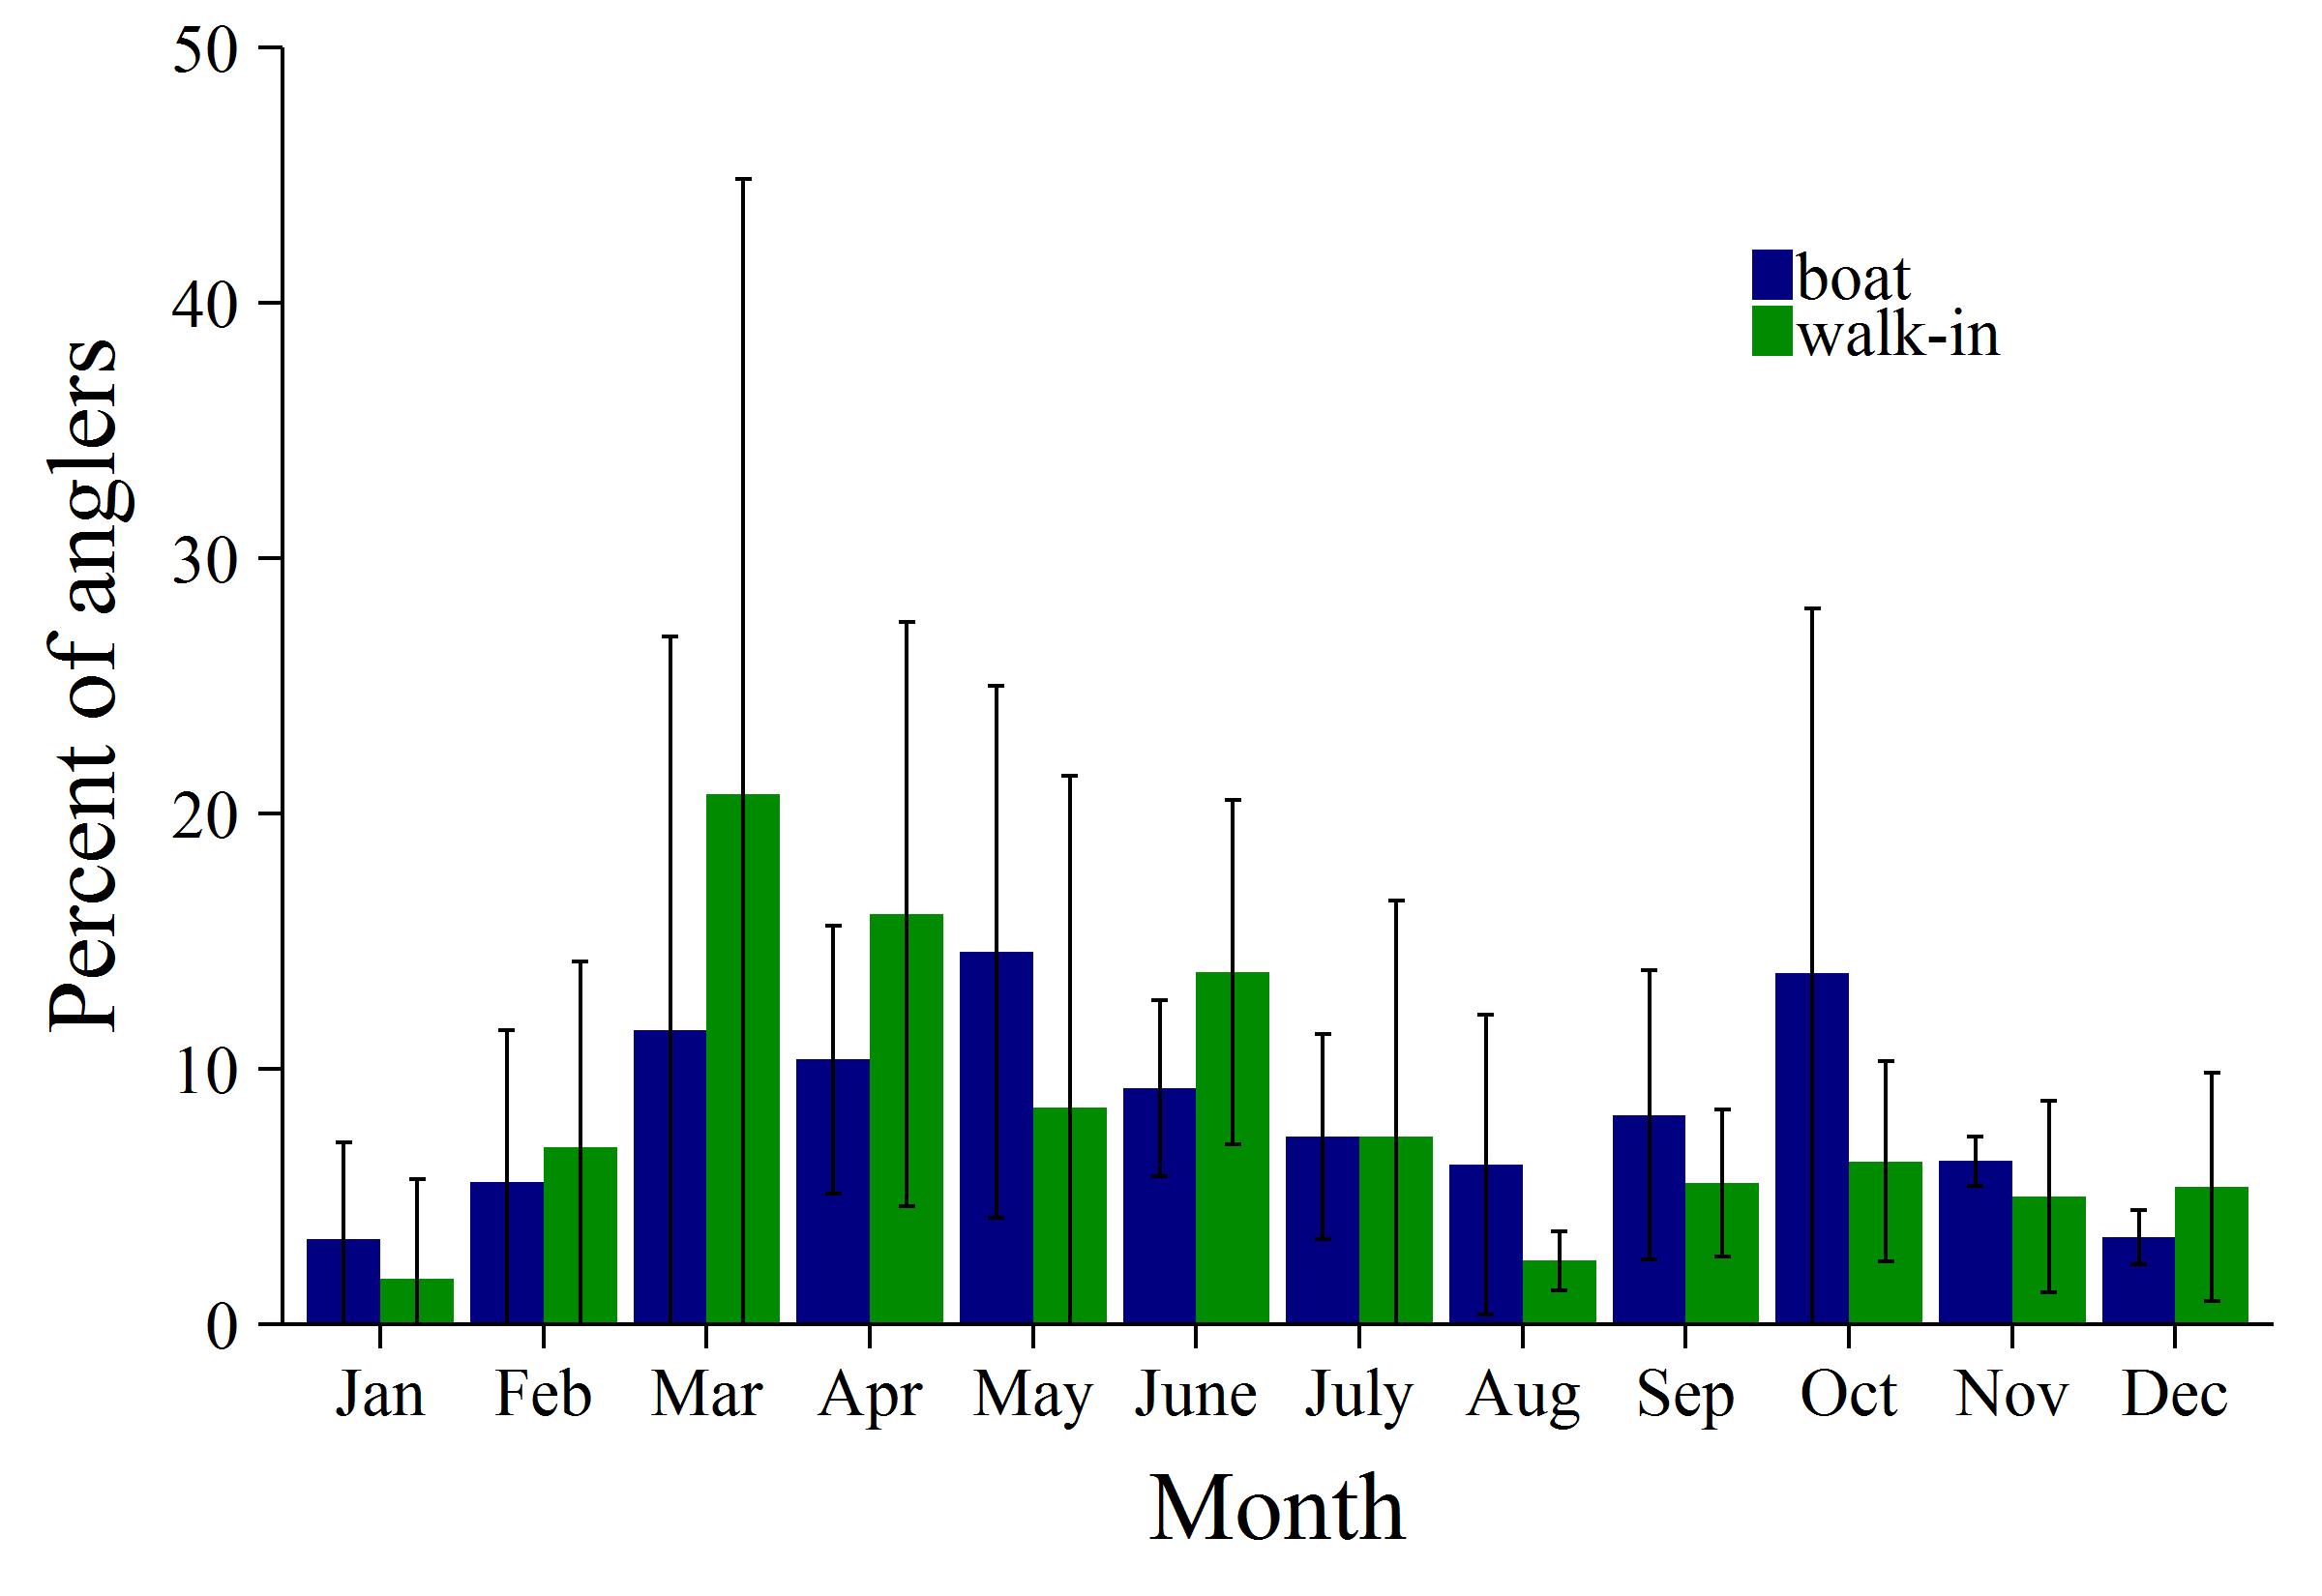 50
40
30
20
10
0
Percent of anglers
boat
walk-in
Jan Feb Mar Apr May June July Aug Sep Oct Nov Dec
Month